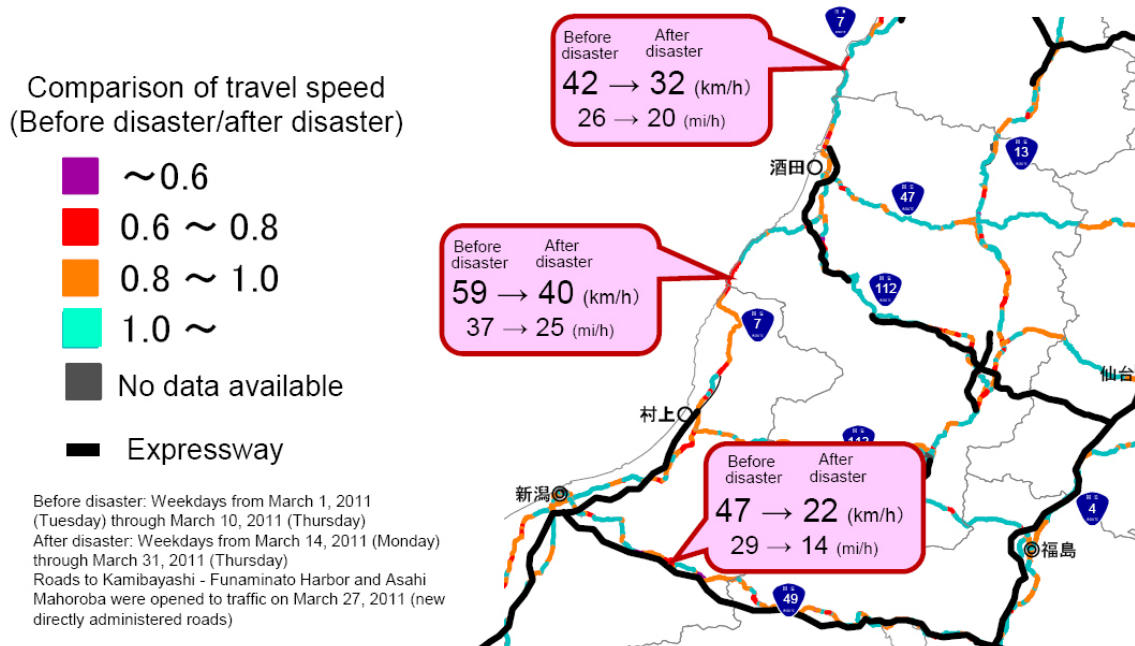 Comparison of travel speed
(Before disaster/after disaster)
～0.6
0.6 ～ 0.8
0.8 ～ 1.0
1.0 ～
No data available
Expressway
Before disaster: Weekdays from March 1, 2011
(Tuesday) through March 10, 2011 (Thursday)
After disaster: Weekdays from March 14, 2011 (Monday)
through March 31, 2011 (Thursday)
Roads to Kamibayashi - Funaminato Harbor and Asahi
Mahoroba were opened to traffic on March 27, 2011 (new
directly administered roads)
7
Before
disaster
After
disaster
42 → 32 (km/h)
26 → 20 (mi/h)
13
酒田
47
Before
disaster
After
disaster
59 → 40 (km/h)
37 → 25 (mi/h)
112
7
仙台
村上
Before
disaster
After
disaster
47 → 22 (km/h)
29 → 14 (mi/h)
新潟
4
福島
49